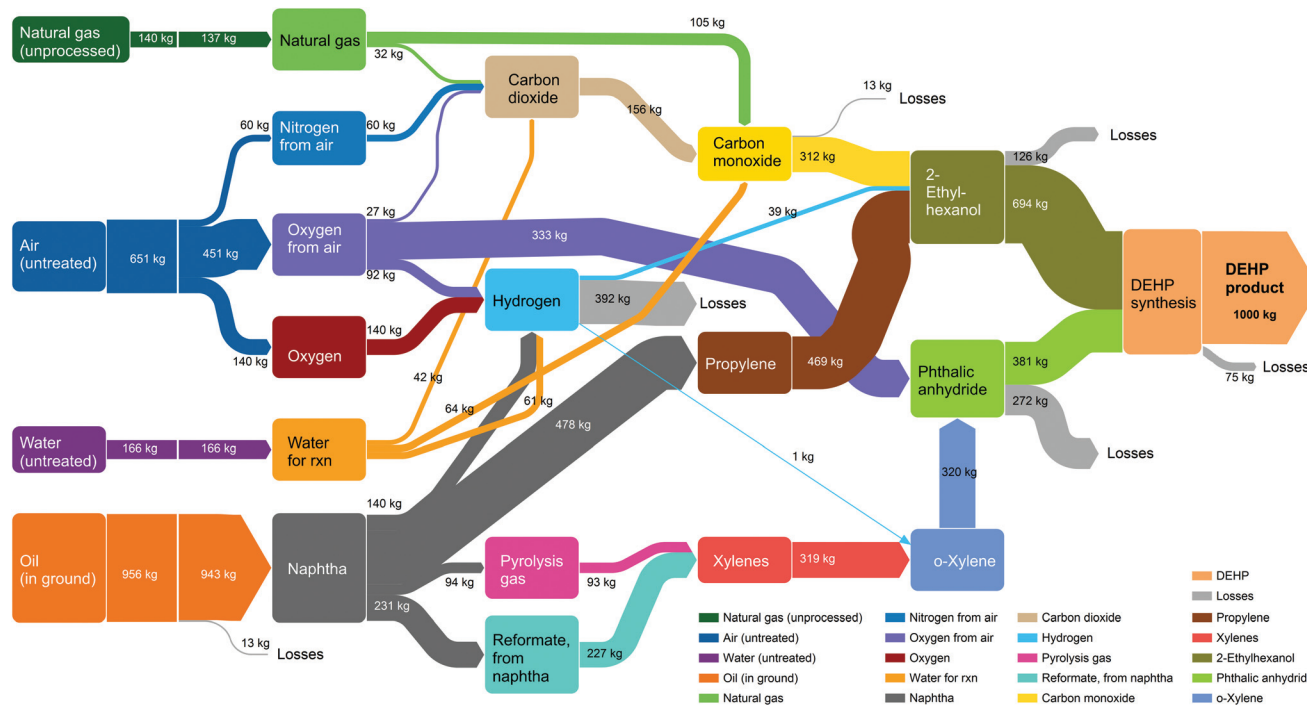 Natural gas
(unprocessed)
140 kg
137 kg
Natural gas
105 kg
32 kg
Carbon
dioxide
156 kg
13 kg
Losses
60 kg
Nitrogen
from air
60 kg
Carbon
monoxide
312 kg
2-
Ethyl-
hexanol
126 kg
Losses
694 kg
Air
(untreated)
651 kg
451 kg
Oxygen
from air
27 kg
333 kg
39 kg
92 kg
Hydrogen
392 kg
Losses
DEHP
synthesis
DEHP
product
1000 kg
140 kg
Oxygen
140 kg
42 kg
64 kg
61 kg
Propylene
469 kg
Phthalic
anhydride
381 kg
272 kg
75 kg
Losses
Losses
Water
(untreated)
166 kg
166 kg
Water
for rxn
478 kg
1 kg
320 kg
Oil
(in ground)
956 kg
943 kg
13 kg
Losses
Naphtha
140 kg
94 kg
231 kg
Pyrolysis
gas
93 kg
Xylenes
319 kg
o-Xylene
Reformate,
from
naphtha
227 kg
Natural gas (unprocessed)
Air (untreated)
Water (untreated)
Oil (in ground)
Natural gas
Nitrogen from air
Oxygen from air
Oxygen
Water for rxn
Naphtha
Carbon dioxide
Hydrogen
Pyrolysis gas
Reformate, from naphtha
Carbon monoxide
DEHP
Losses
Propylene
Xylenes
2-Ethylhexanol
Phthalic anhydrid
o-Xylene